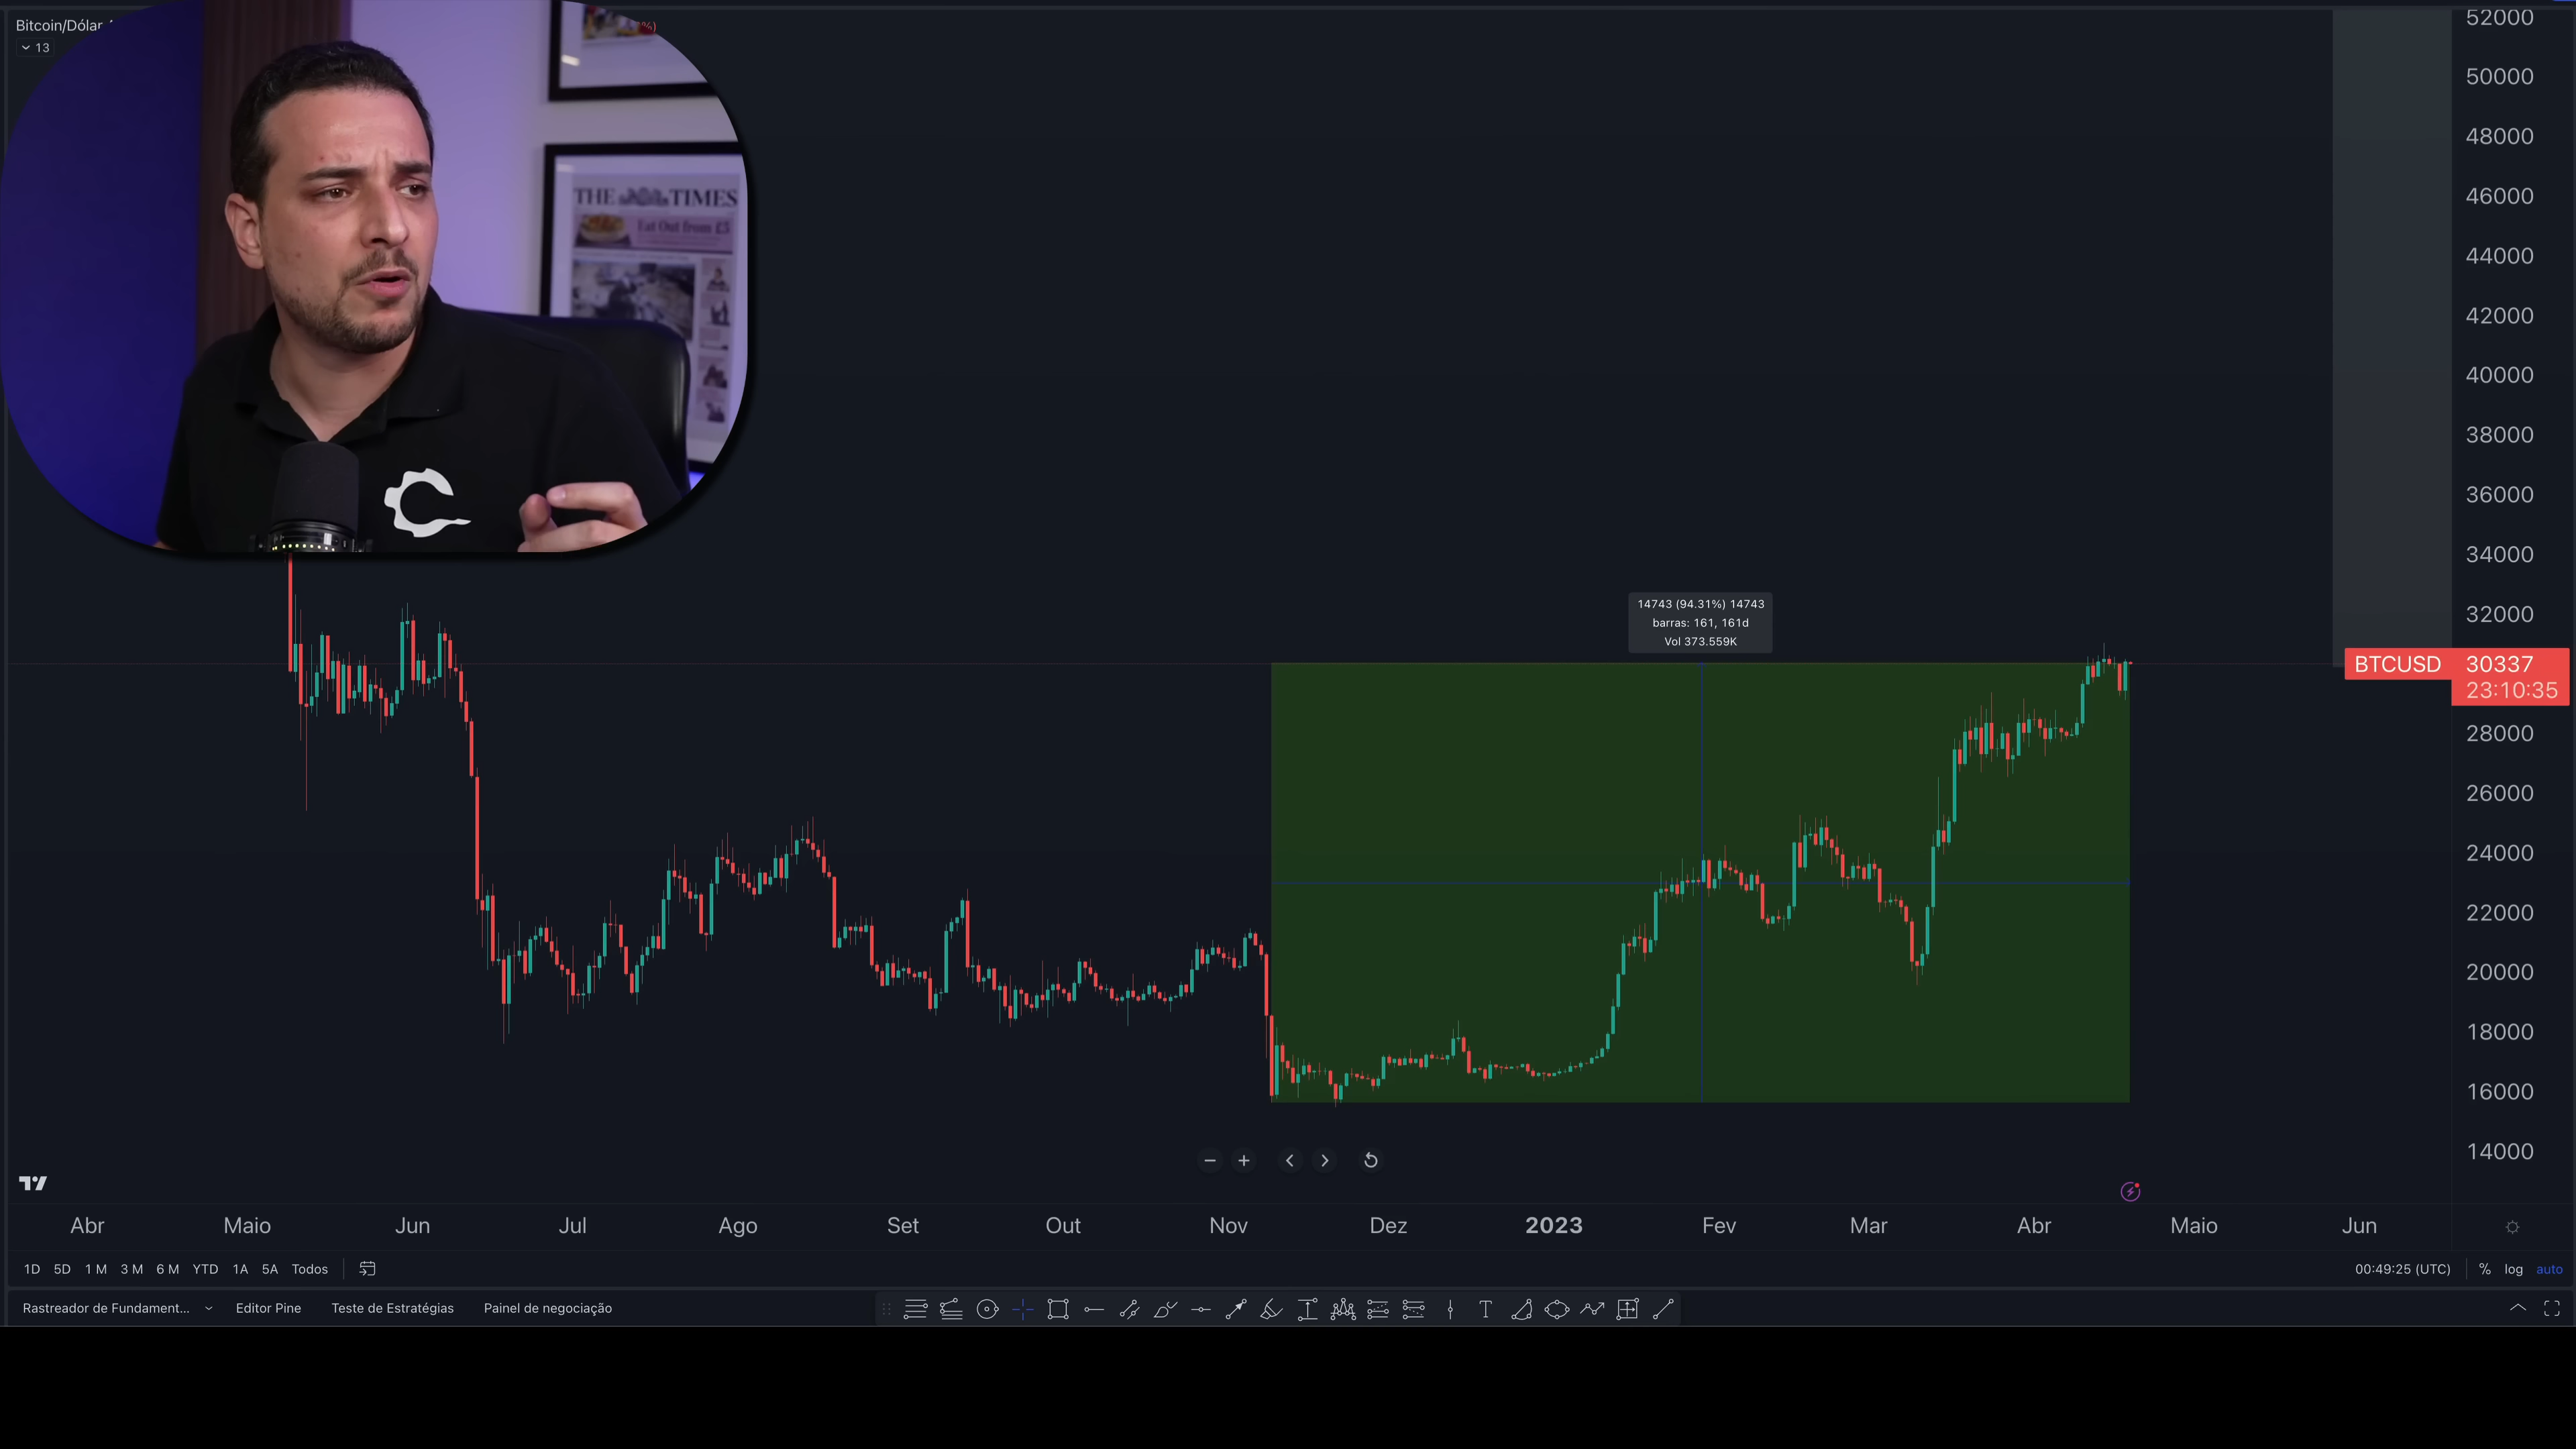 Bitcoin/Dólar
%)
13
THE TIMES
Eat Out from £5
52000
50000
48000
46000
44000
42000
40000
38000
36000
34000
32000
14743 (94.31%) 14743
barras: 161, 161d
Vol 373.559K
BTCUSD 30337
23:10:35
28000
26000
24000
22000
20000
18000
16000
14000
Abr Maio Jun Jul Ago Set Out Nov Dez 2023 Fev Mar Abr Maio Jun
1D 5D 1 M 3 M 6 M YTD 1A 5A Todos 00:49:25 (UTC) % log auto
Rastreador de Fundament... Editor Pine Teste de Estratégias Painel de negociação